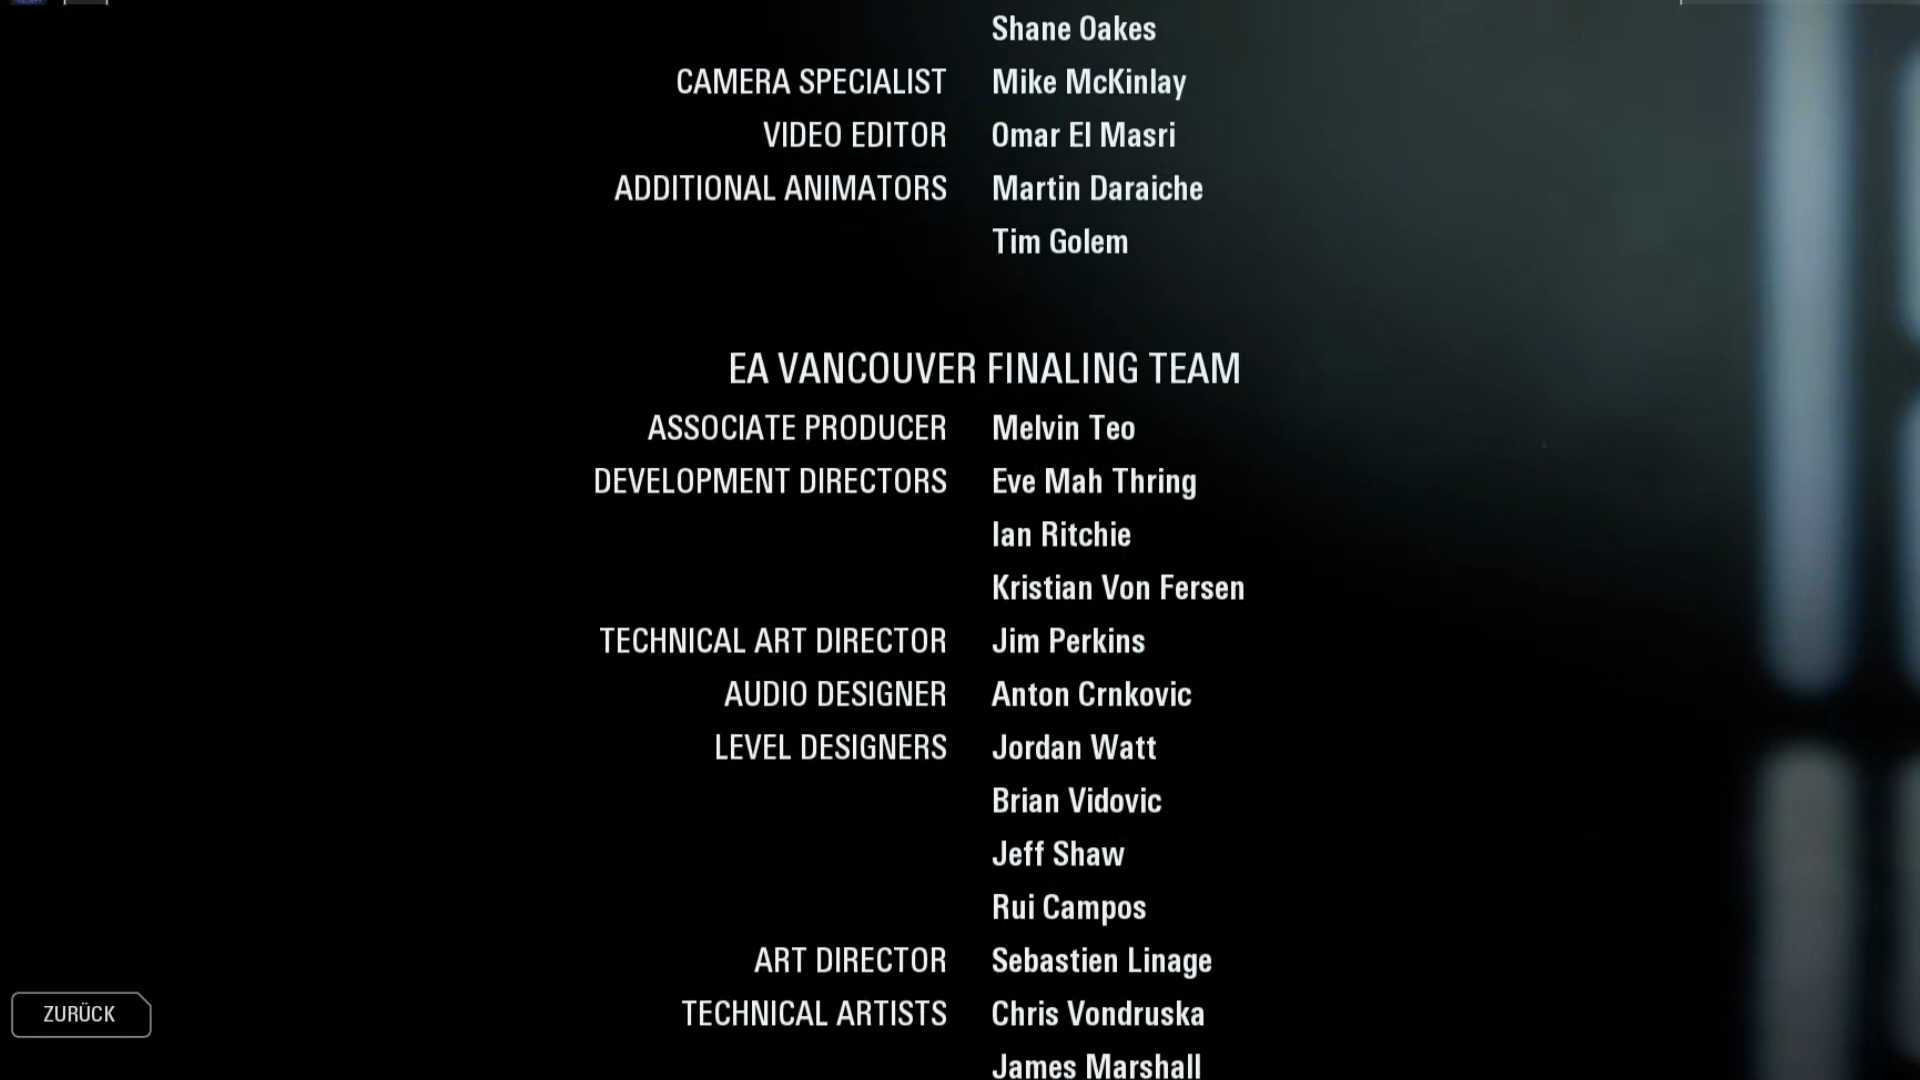 Shane Oakes
CAMERA SPECIALIST Mike McKinlay
VIDEO EDITOR Omar El Masri
ADDITIONAL ANIMATORS Martin Daraiche
Tim Golem
EA VANCOUVER FINALING TEAM
ASSOCIATE PRODUCER Melvin Teo
DEVELOPMENT DIRECTORS Eve Mah Thring
Ian Ritchie
Kristian Von Fersen
TECHNICAL ART DIRECTOR Jim Perkins
AUDIO DESIGNER Anton Crnkovic
LEVEL DESIGNERS Jordan Watt
Brian Vidovic
Jeff Shaw
Rui Campos
ART DIRECTOR Sebastien Linage
TECHNICAL ARTISTS Chris Vondruska
James Marshall
ZURÜCK